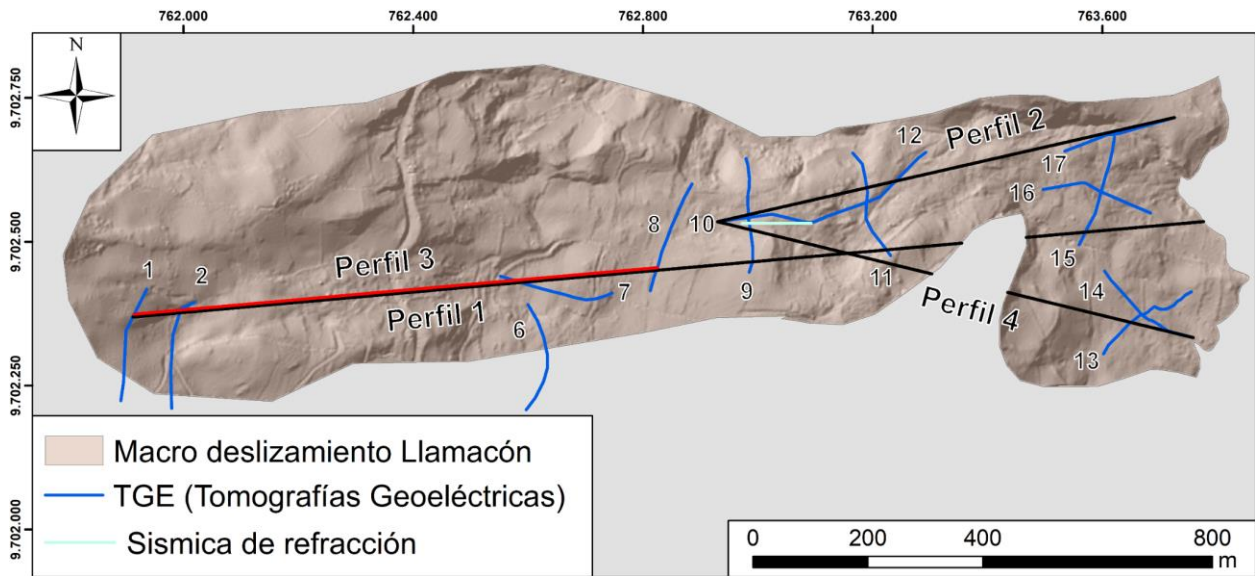 762.000 762.400 762.800 763.200 763.600
9.702.750
N
Perfil 2
12
17
16
8
10
9.702.500
Perfil 3
1
2
Perfil 1
7
6
9
11
Perfil 4
15
14
13
9.702.250
Macro deslizamiento Llamacón
TGE (Tomografías Geoeléctricas)
Sismica de refracción
9.702.000
0 200 400 800
m